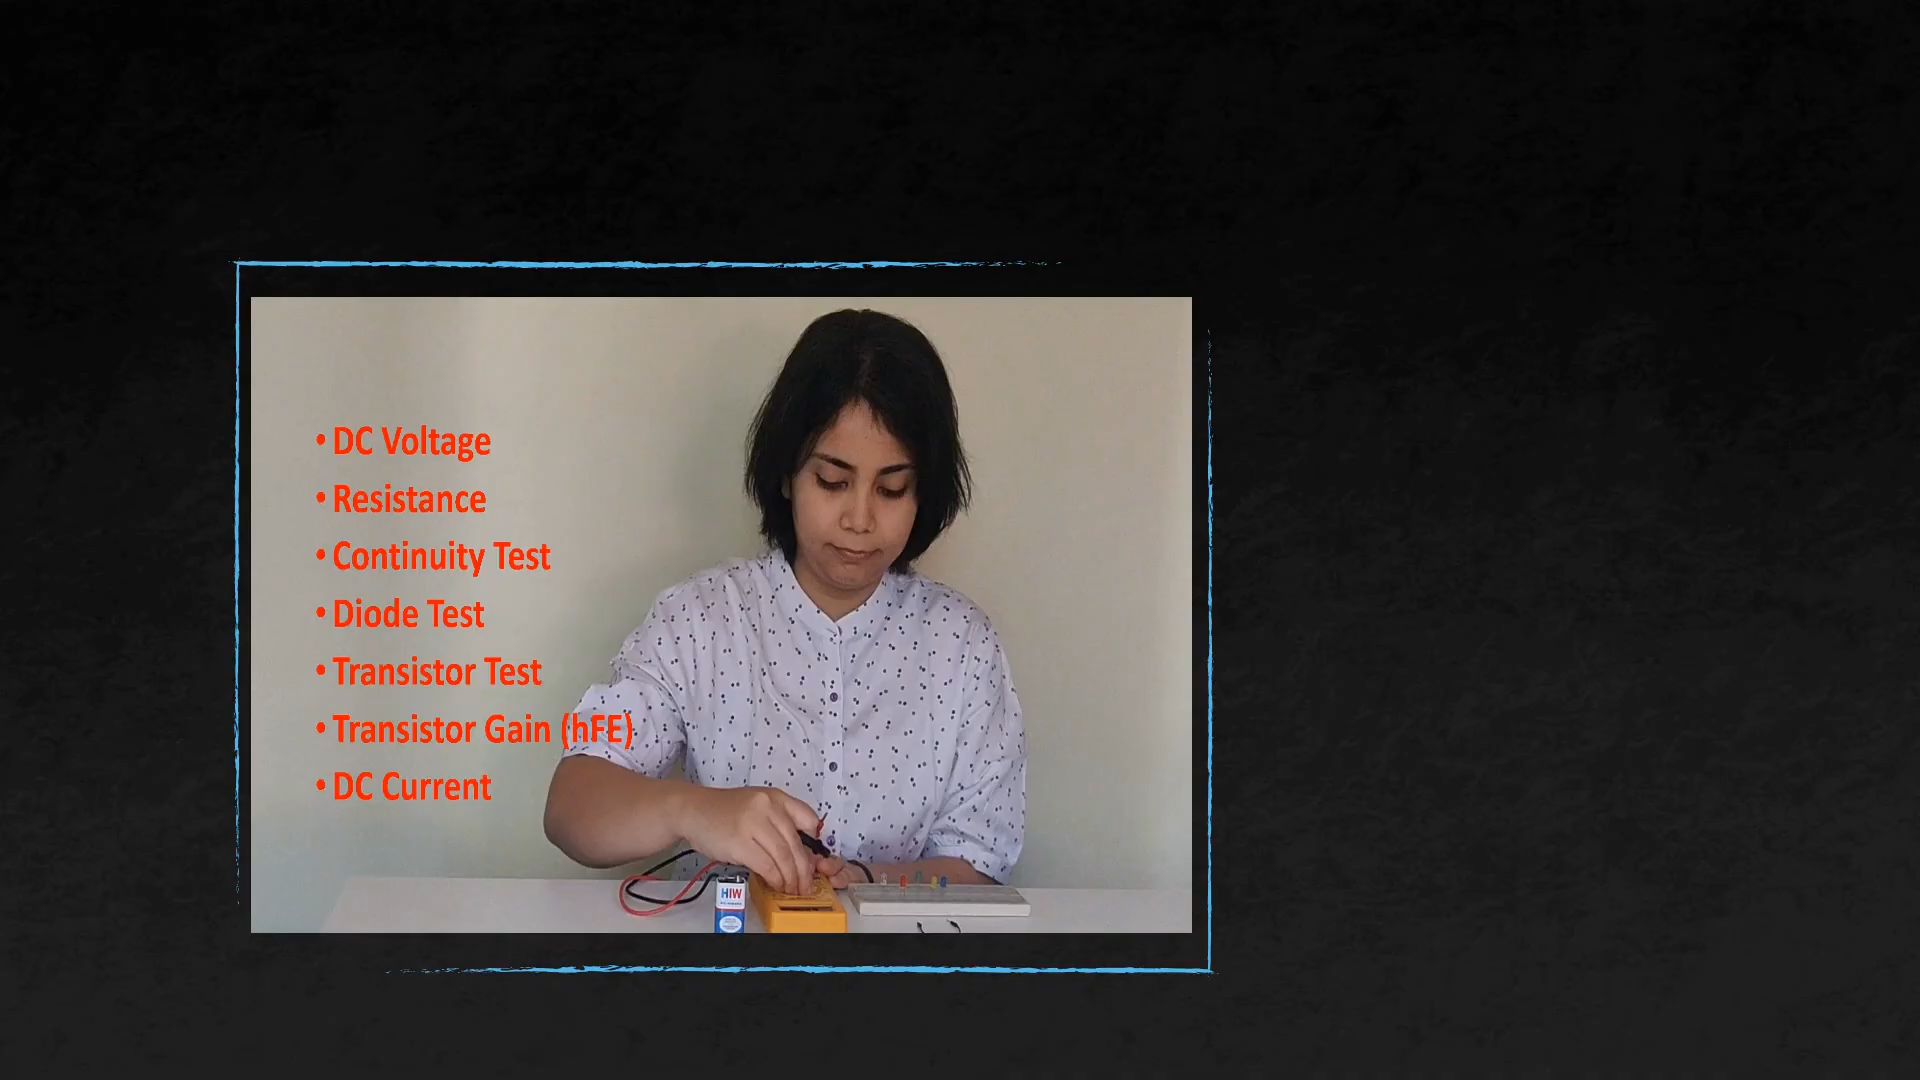 • DC Voltage
• Resistance
• Continuity Test
• Diode Test
• Transistor Test
• Transistor Gain (hFE)
• DC Current
HIW